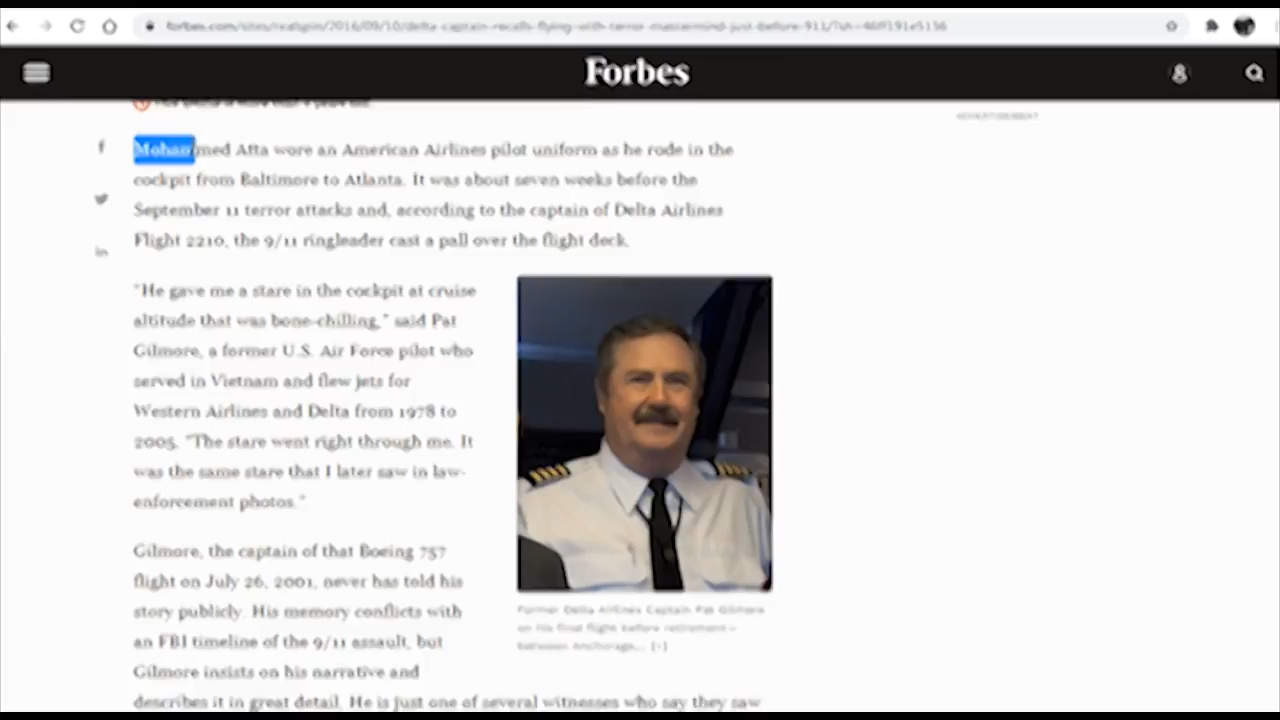 forbes.com/sites/realspin/2016/09/10/delta-captain-recalls-flying-with-terror-mastermind-just-before-911/?sh=
Forbes
ADVERTISEMENT
Mohammed Atta wore an American Airlines pilot uniform as he rode in the
cockpit from Baltimore to Atlanta. It was about seven weeks before the
September 11 terror attacks and, according to the captain of Delta Airlines
Flight 2210, the 9/11 ringleader cast a pall over the flight deck.
"He gave me a stare in the cockpit at cruise
altitude that was bone-chilling," said Pat
Gilmore, a former U.S. Air Force pilot who
served in Vietnam and flew jets for
Western Airlines and Delta from 1978 to
2005. "The stare went right through me. It
was the same stare that I later saw in law-
enforcement photos."
Gilmore, the captain of that Boeing 757
flight on July 26, 2001, never has told his
story publicly. His memory conflicts with
an FBI timeline of the 9/11 assault, but
Gilmore insists on his narrative and
describes it in great detail. He is just one of several witnesses who say they saw
Former Delta Airlines Captain Pat Gilmore
on his final flight before retirement—
between Anchorage... [+]